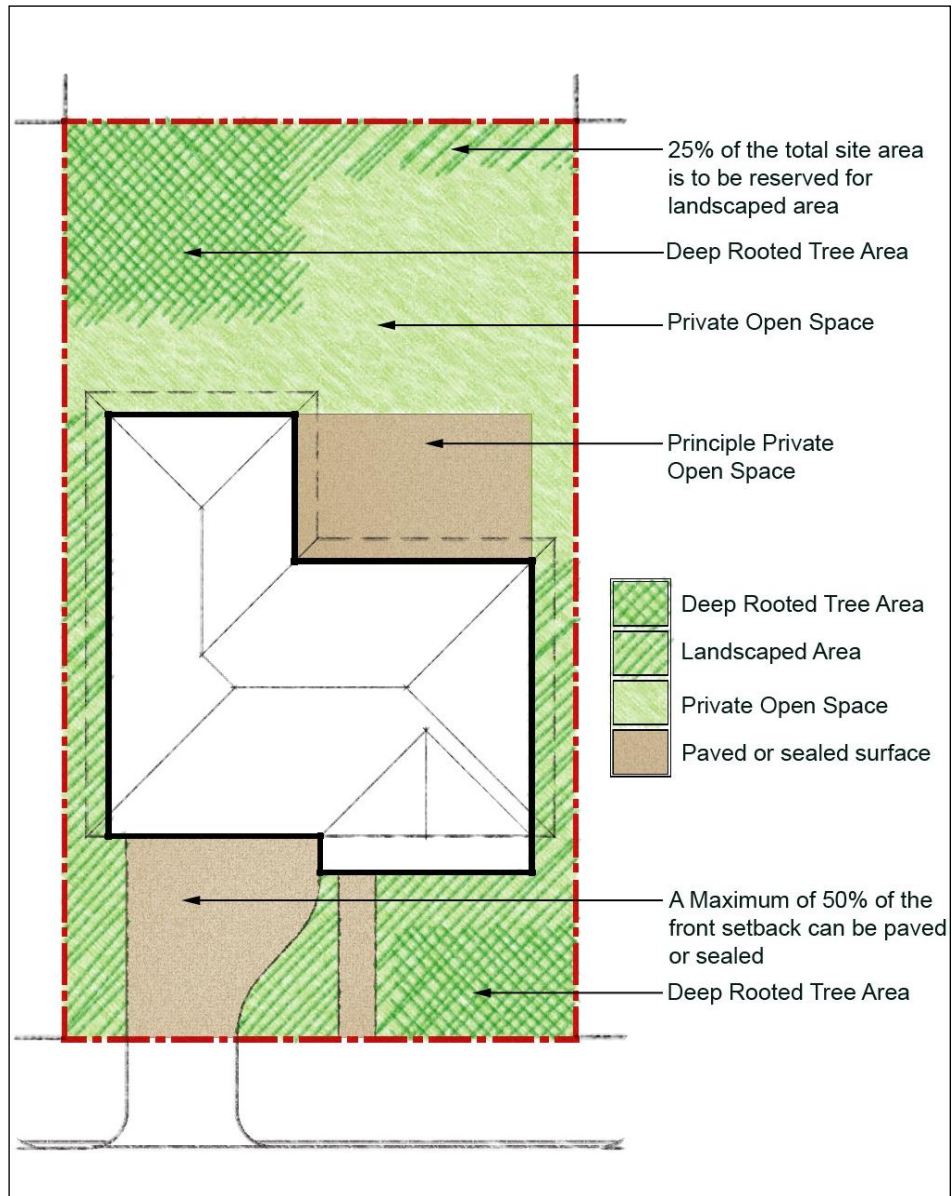 25% of the total site area
is to be reserved for
landscaped area
Deep Rooted Tree Area
Private Open Space
Principle Private
Open Space
Deep Rooted Tree Area
Landscaped Area
Private Open Space
Paved or sealed surface
A Maximum of 50% of the
front setback can be paved
or sealed
Deep Rooted Tree Area